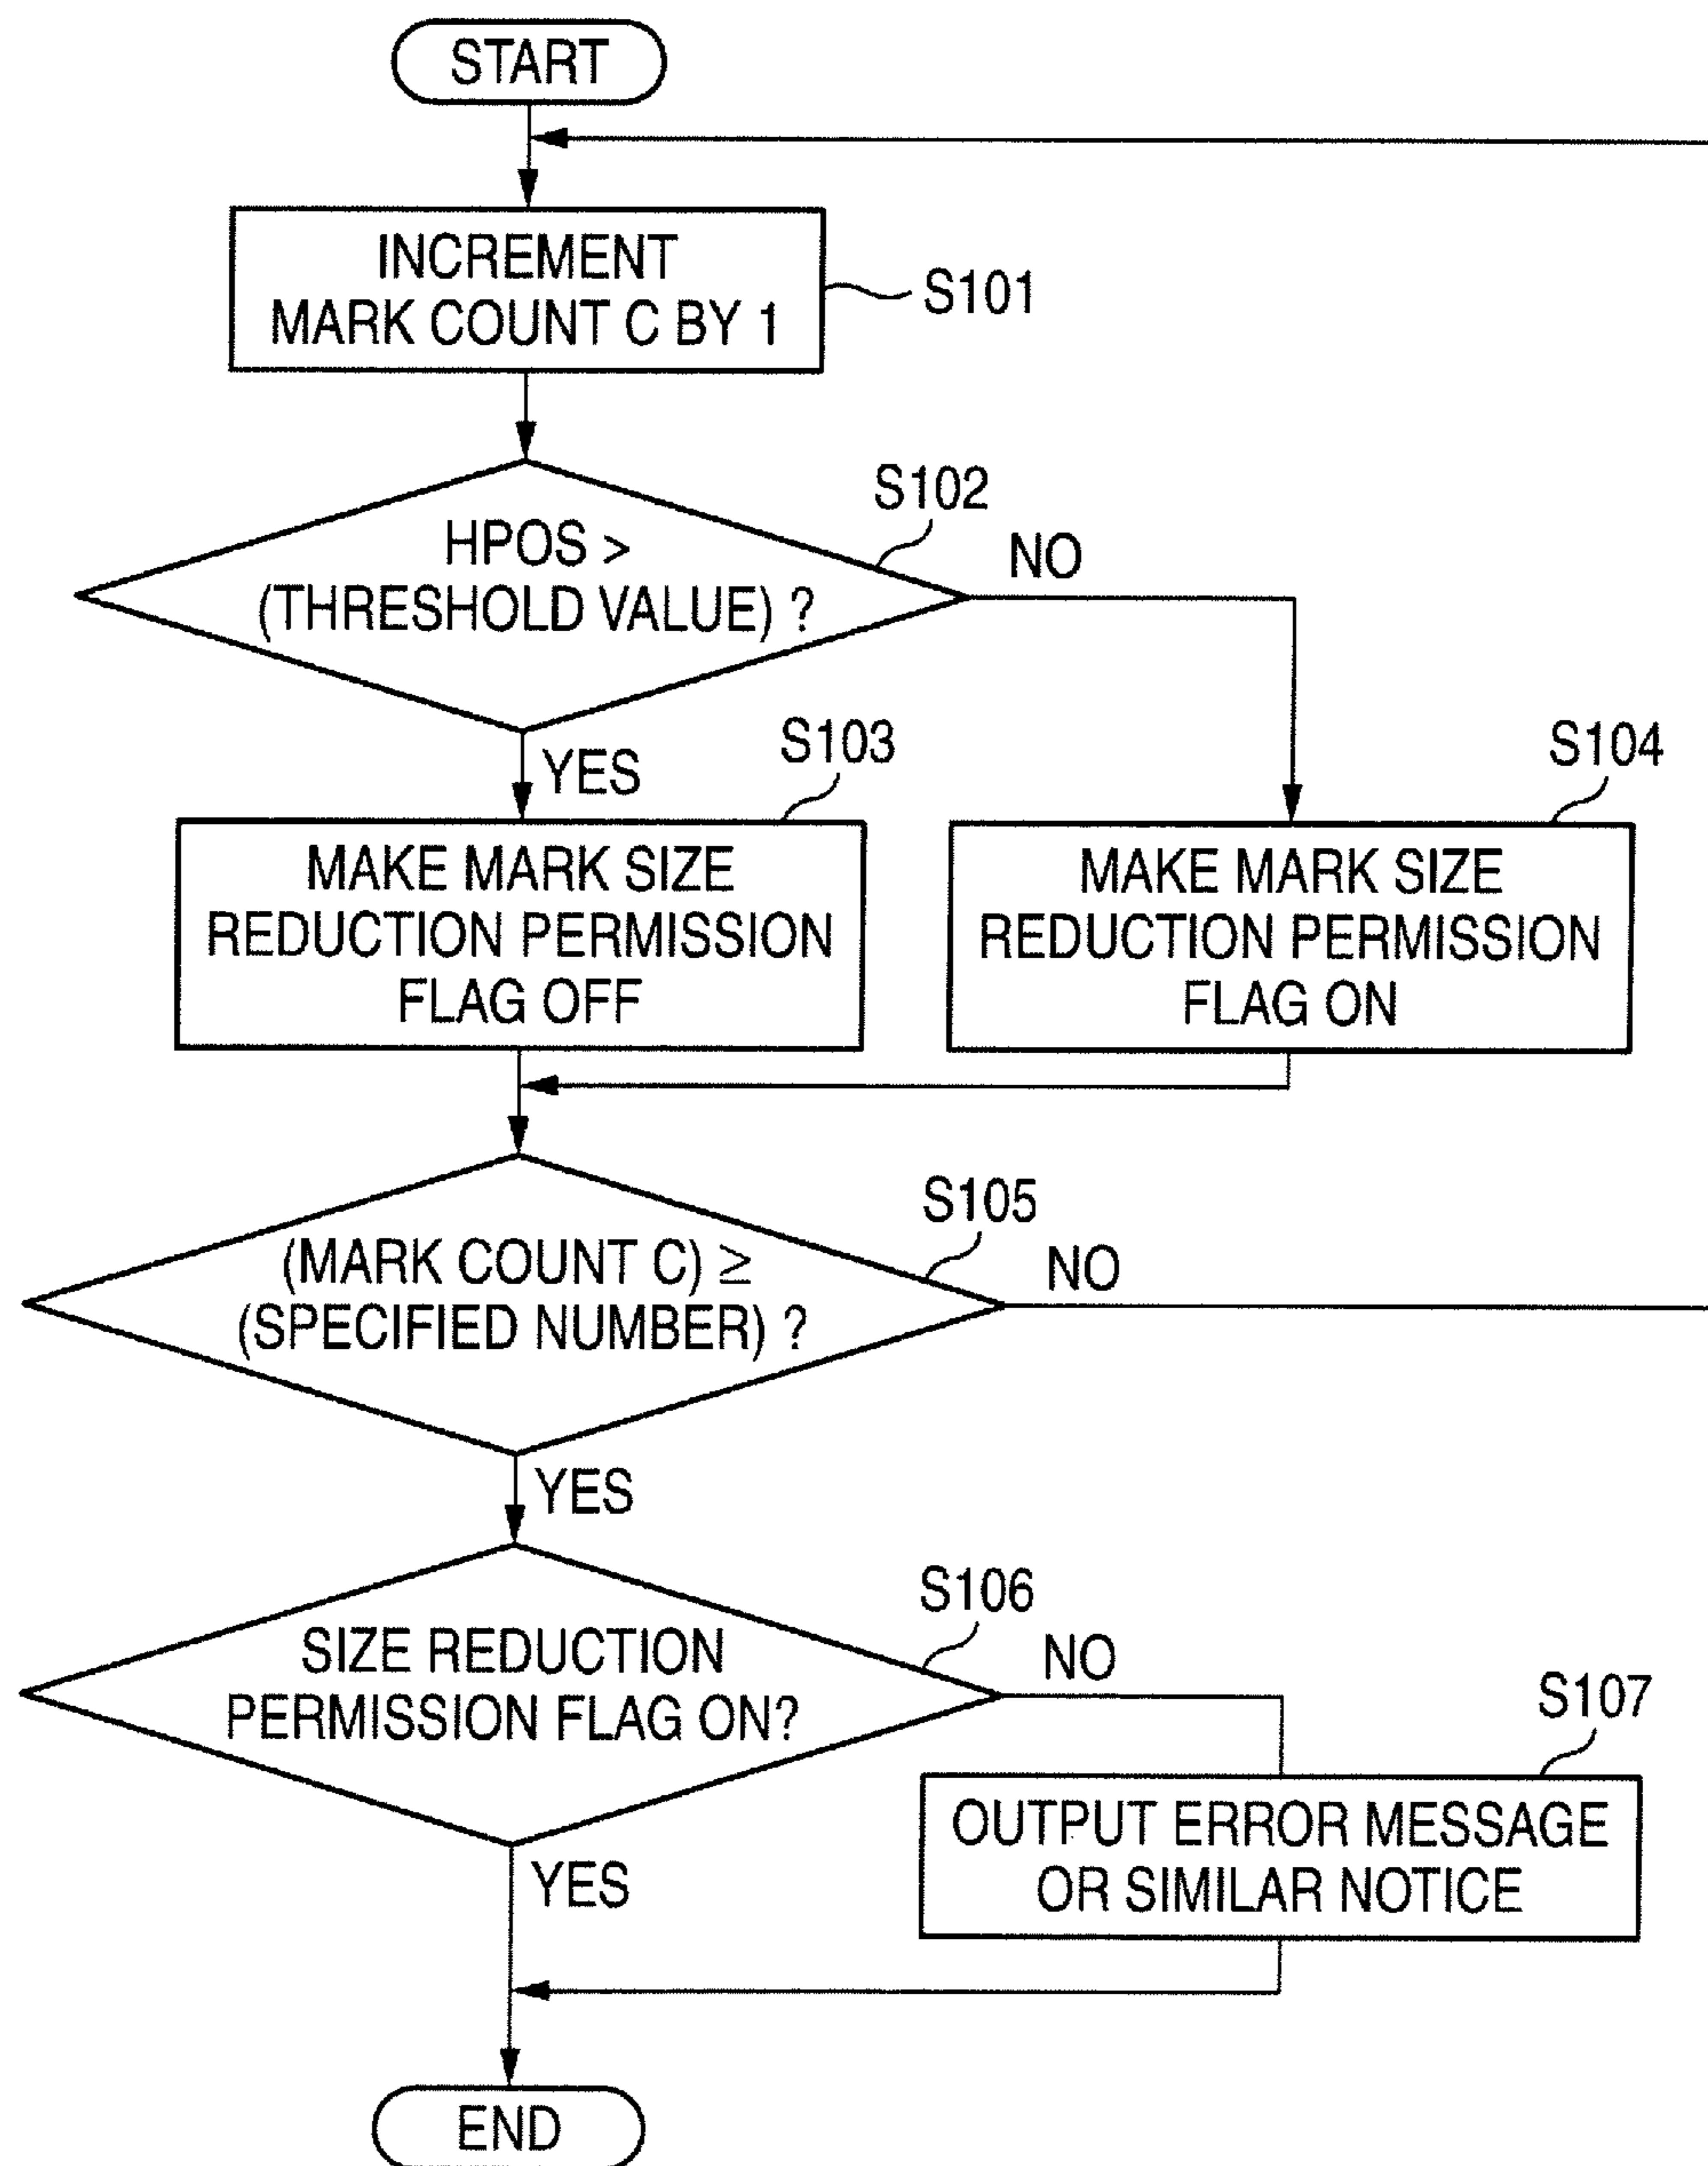 START
INCREMENT
MARK COUNT C BY 1
S101
S102
HPOS >
(THRESHOLD VALUE) ?
NO
YES
S103
MAKE MARK SIZE
REDUCTION PERMISSION
FLAG OFF
S104
MAKE MARK SIZE
REDUCTION PERMISSION
FLAG ON
S105
(MARK COUNT C) ≥
(SPECIFIED NUMBER) ?
NO
YES
S106
SIZE REDUCTION
PERMISSION FLAG ON?
NO
YES
S107
OUTPUT ERROR MESSAGE
OR SIMILAR NOTICE
END